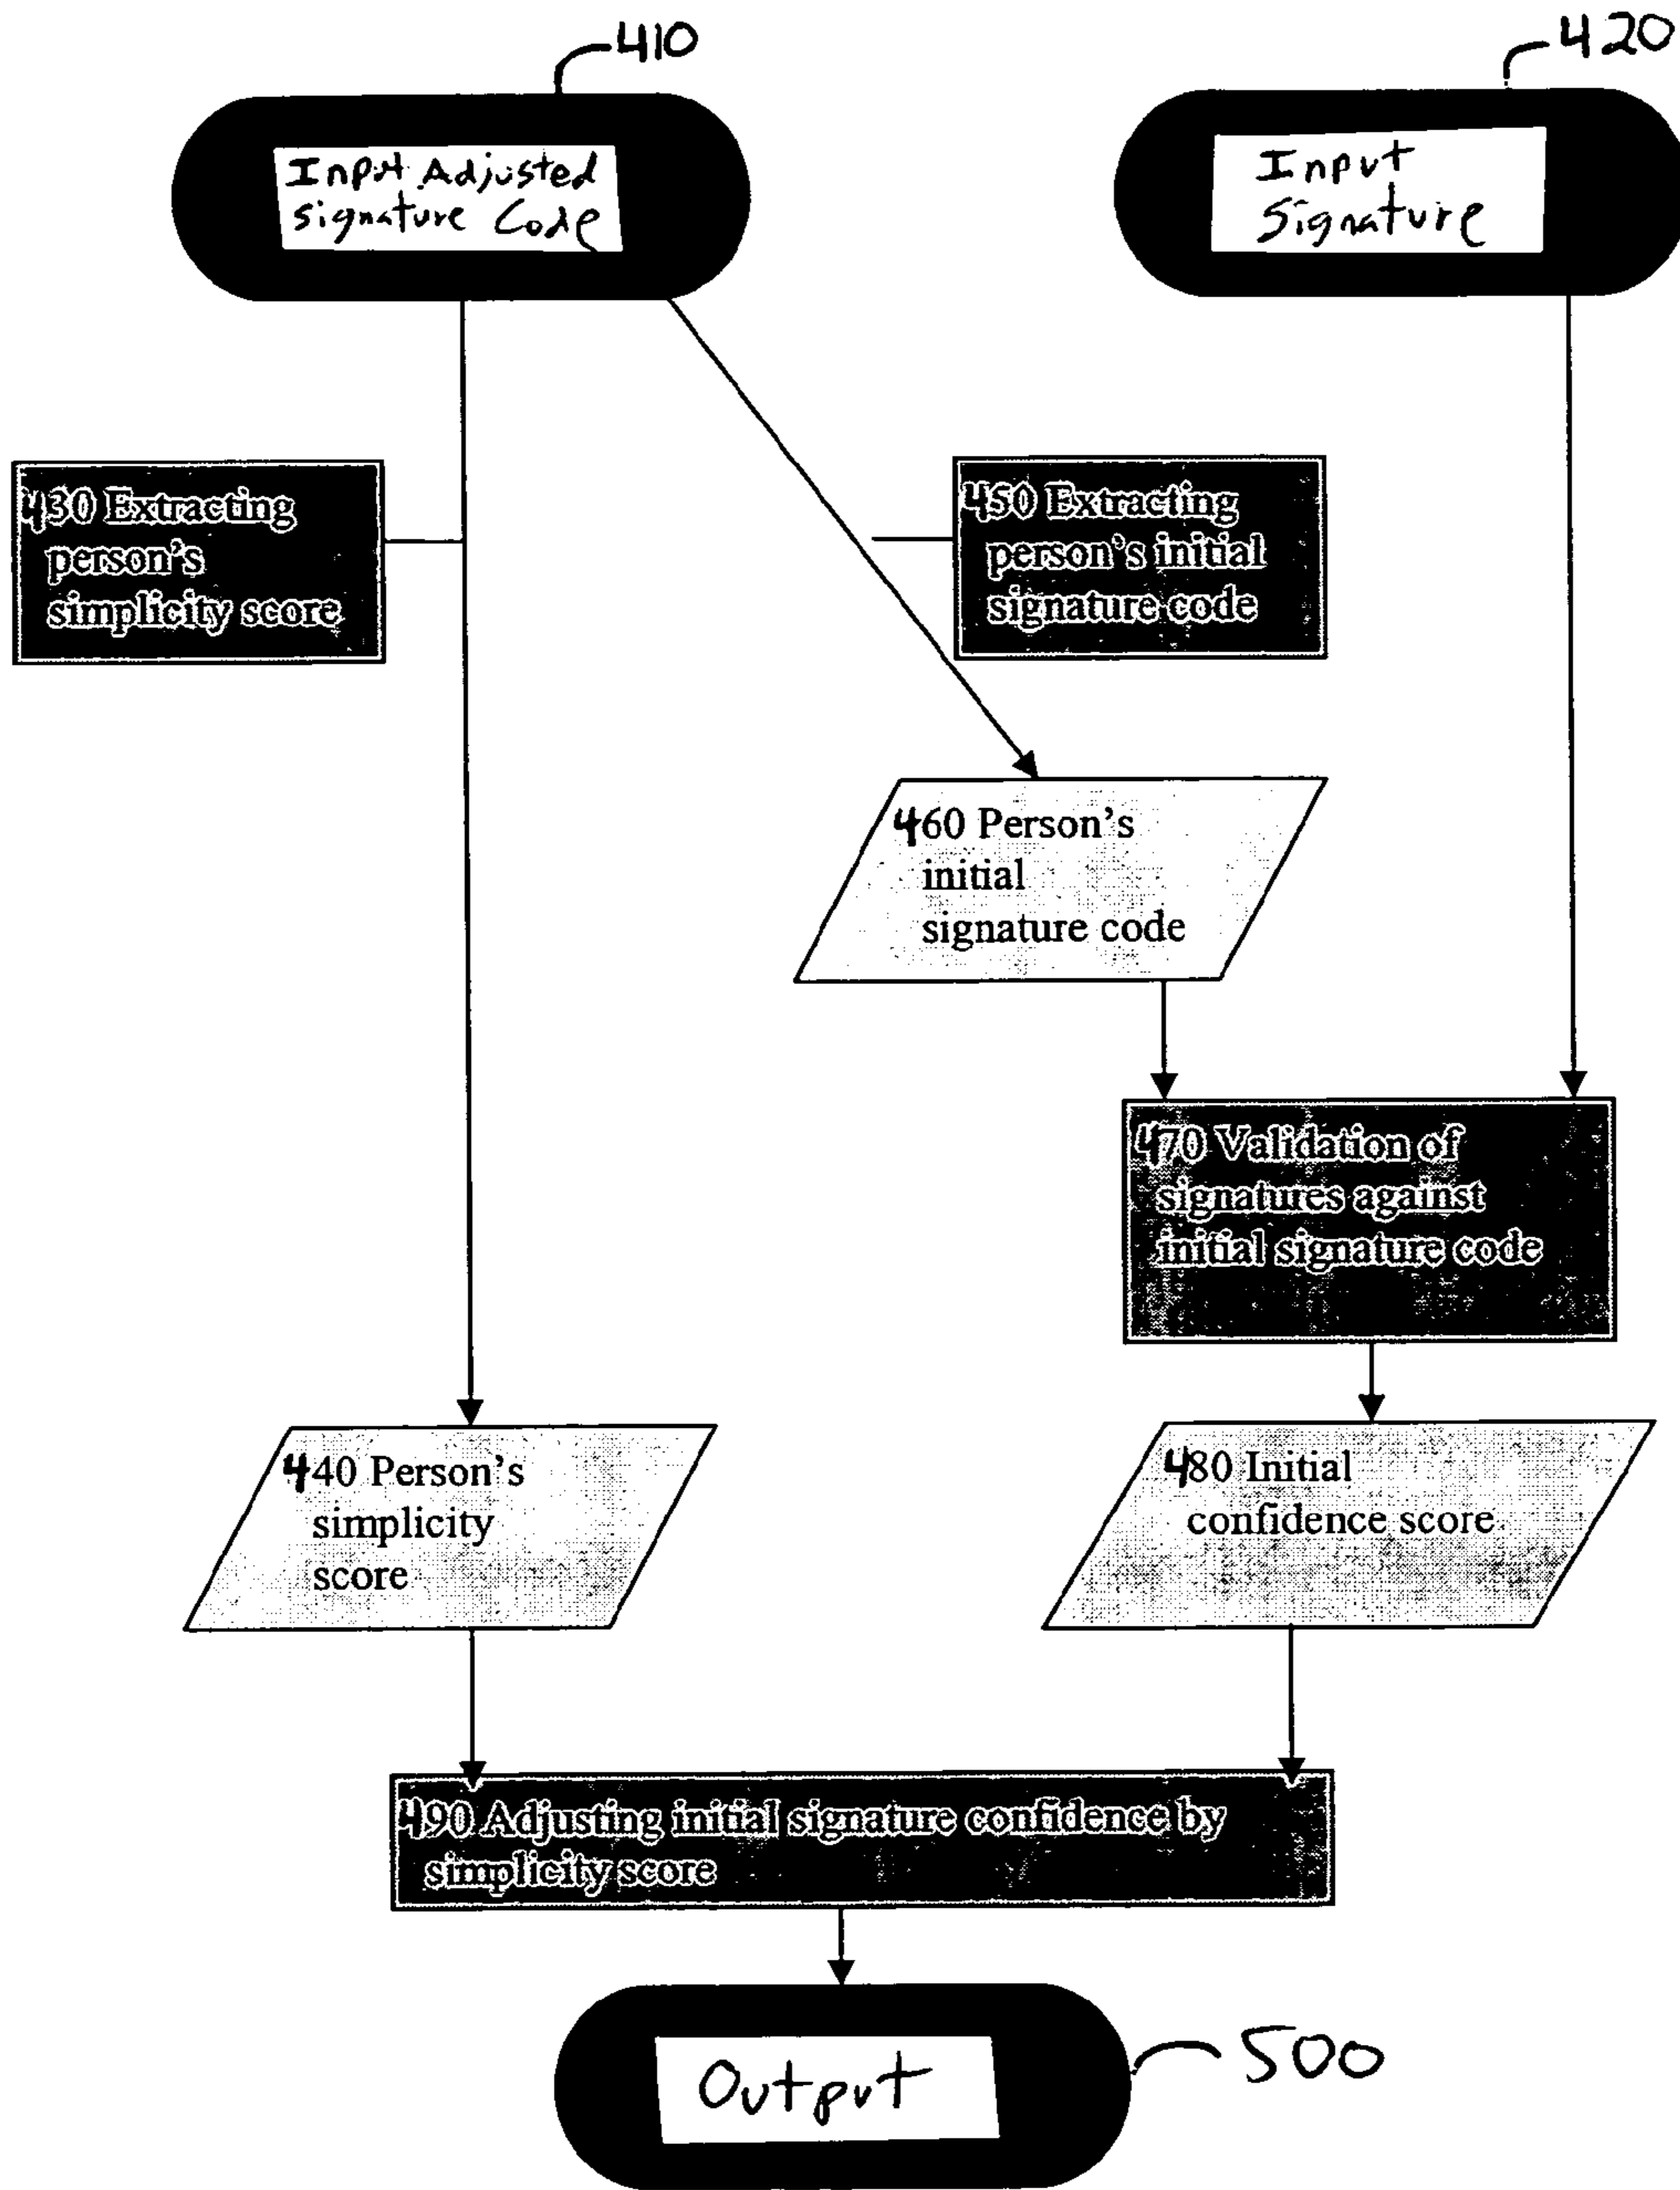 410
420
Input Adjusted
Signature Code
Input
Signature
430 Extracting
person's
simplicity score
450 Extracting
person's initial
signature code
460 Person's
initial
signature code
470 Validation of
signatures against
initial signature code
440 Person's
simplicity
score
480 Initial
confidence score
490 Adjusting initial signature confidence by
simplicity score
Output
500